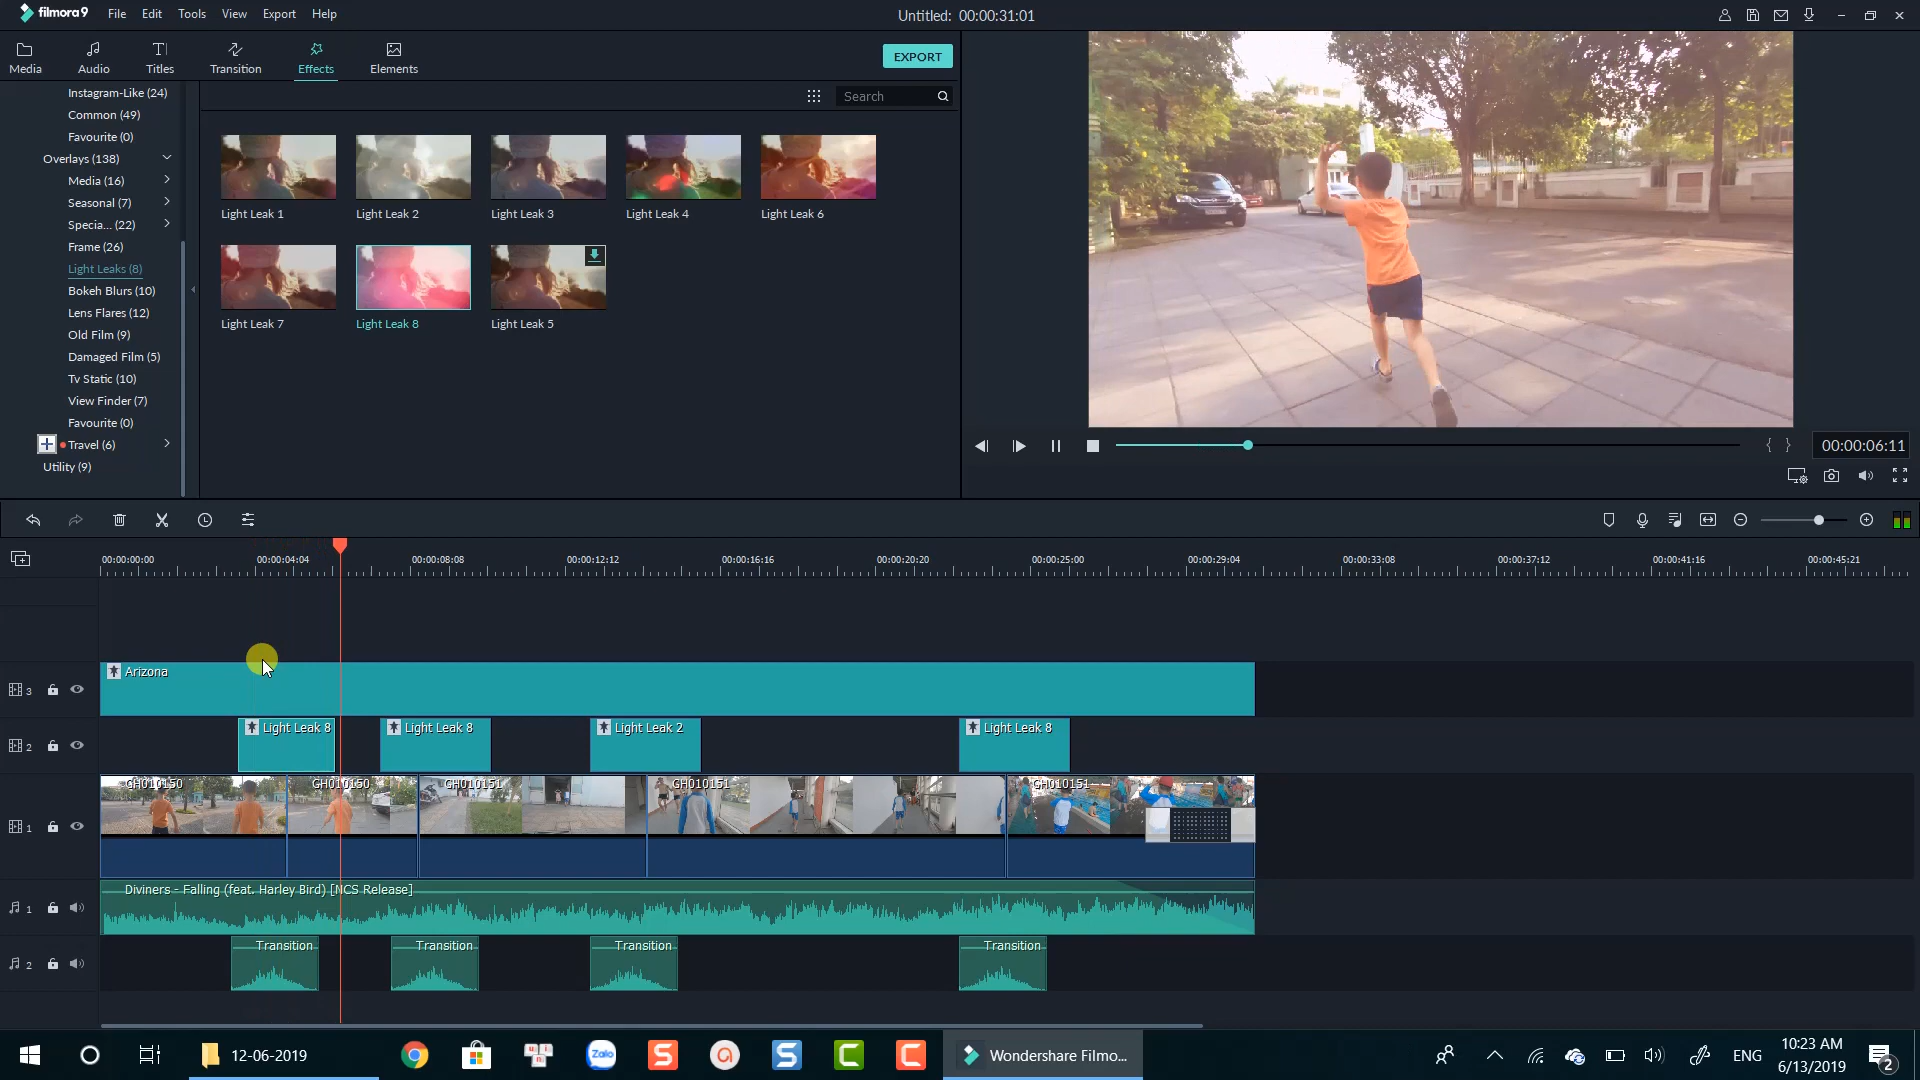 filmora9 File Edit Tools View Export Help Untitled: 00:00:31:01
Media Audio Titles Transition Effects Elements EXPORT
Instagram-Like (24)
Common (49)
Favourite (0)
Overlays (138)
Media (16)
Seasonal (7)
Specia... (22)
Frame (26)
Light Leaks (8)
Bokeh Blurs (10)
Lens Flares (12)
Old Film (9)
Damaged Film (5)
Tv Static (10)
View Finder (7)
Favourite (0)
Travel (6)
Utility (9)
Search
Light Leak 1 Light Leak 2 Light Leak 3 Light Leak 4 Light Leak 6
Light Leak 7 Light Leak 8 Light Leak 5
{ } 00:00:06:11
00:00:00:00 00:00:04:04 00:00:08:08 00:00:12:12 00:00:16:16 00:00:20:20 00:00:25:00 00:00:29:04 00:00:33:08 00:00:37:12 00:00:41:16 00:00:45:21
3 Arizona
2 Light Leak 8 Light Leak 8 Light Leak 2 Light Leak 8
1 GH010150 GH010150 GH010151 GH010151 GH010151
1 Diviners - Falling (feat. Harley Bird) [NCS Release]
2 Transition Transition Transition Transition
12-06-2019 Zalo Wondershare Filmo... ENG 10:23 AM
6/13/2019 2